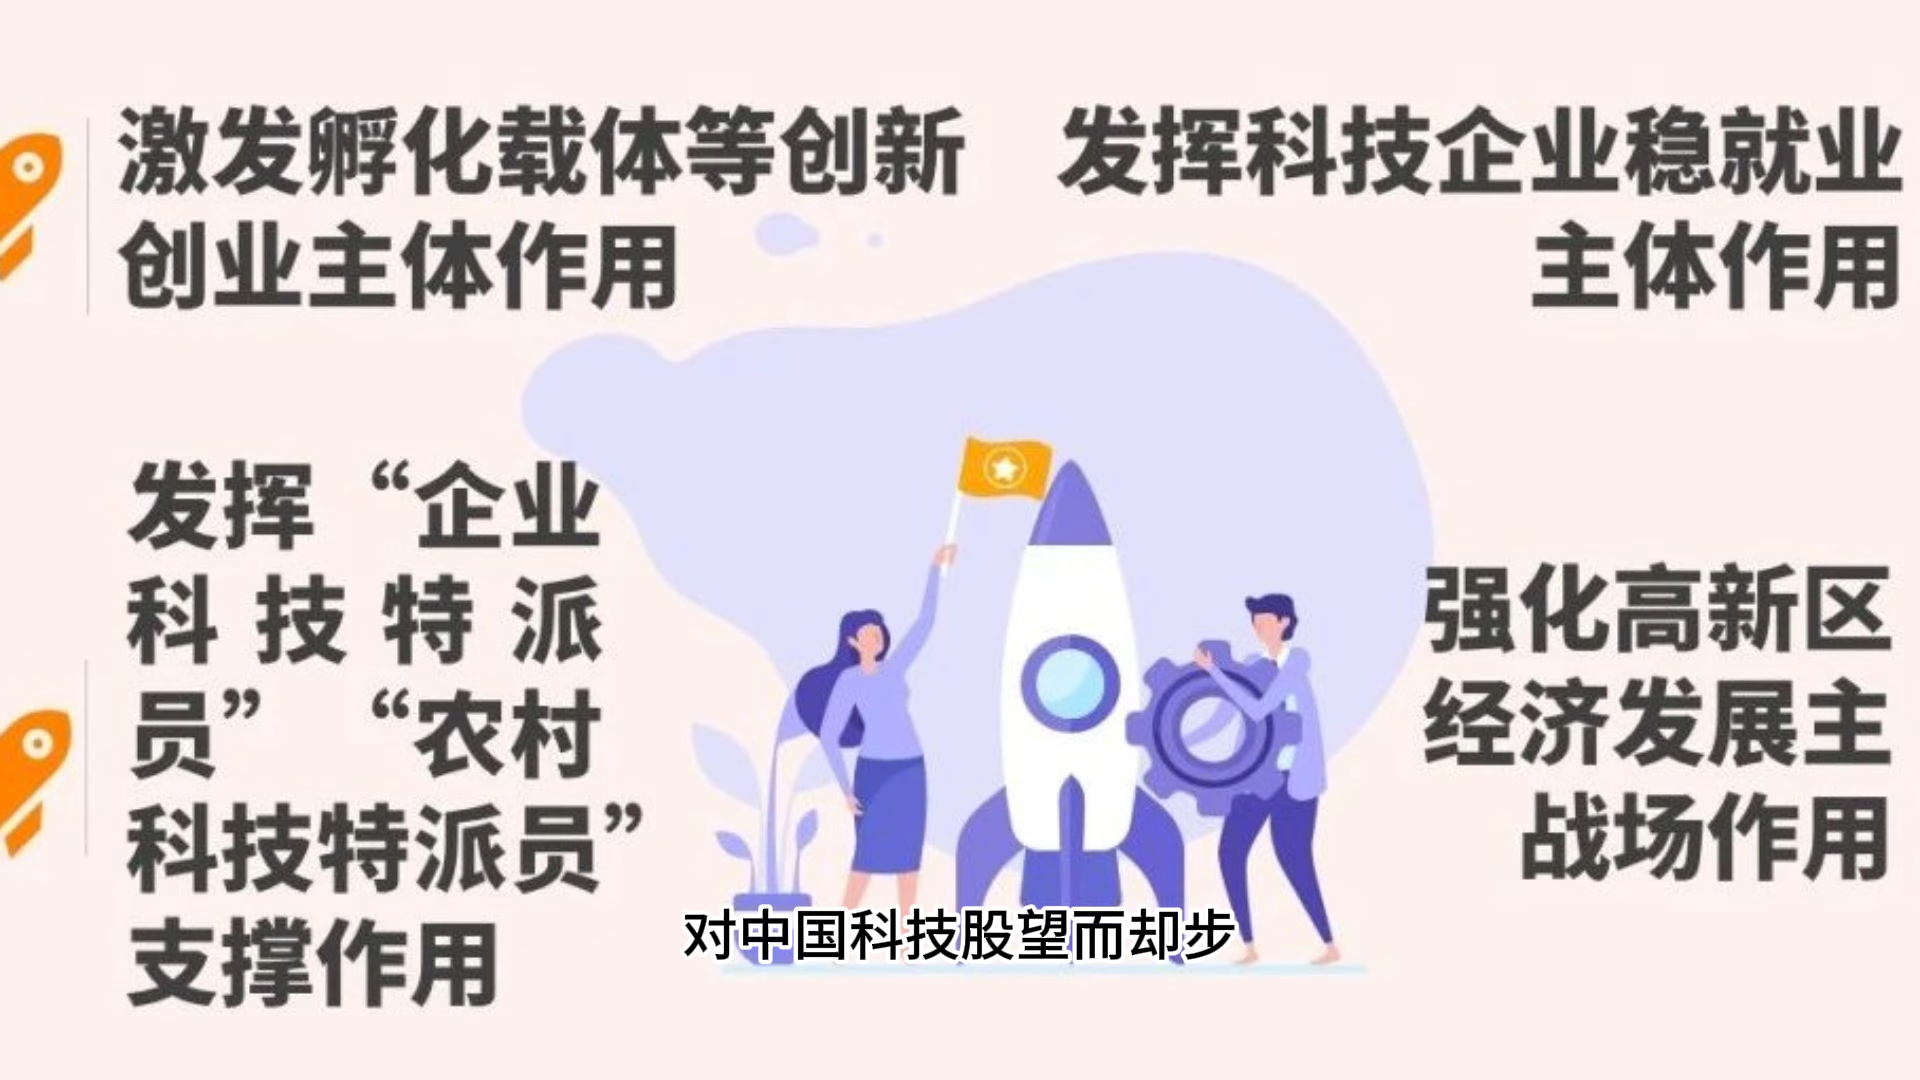 激发孵化载体等创新
创业主体作用
发挥科技企业稳就业
主体作用
发挥“企业
科技特派
员”“农村
科技特派员”
支撑作用
强化高新区
经济发展主
战场作用
对中国科技股望而却步